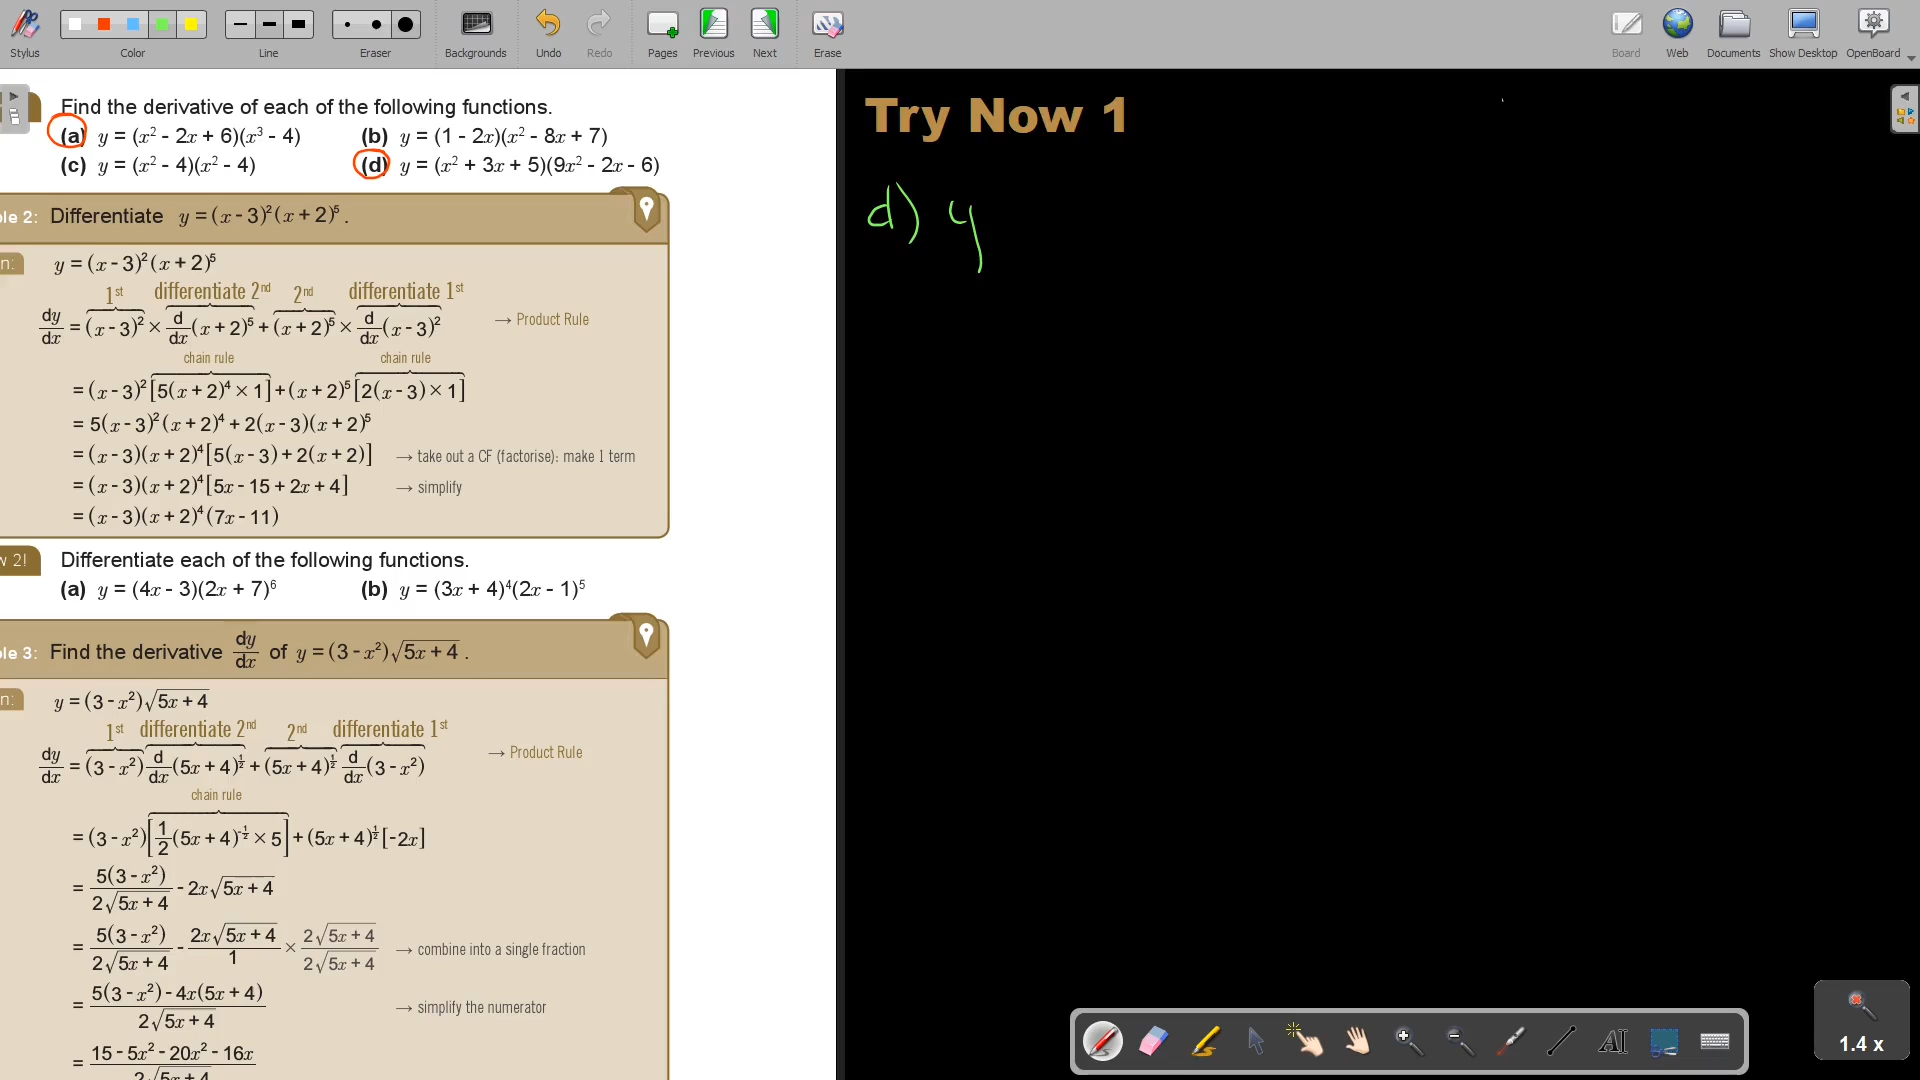 Stylus
Color
Line
Eraser
Backgrounds
Undo
Redo
Pages
Previous
Next
Erase
Board
Web
Documents
Show Desktop
OpenBoard
Find the derivative of each of the following functions.
(a) y = (x² - 2x + 6)(x³ - 4) (b) y = (1 - 2x)(x² - 8x + 7)
(c) y = (x² - 4)(x² - 4) (d) y = (x² + 3x + 5)(9x² - 2x - 6)
le 2: Differentiate y = (x - 3)²(x + 2)⁵.
n: y = (x - 3)²(x + 2)⁵
1st differentiate 2nd 2nd differentiate 1st
dy/dx = (x - 3)² × d/dx (x + 2)⁵ + (x + 2)⁵ × d/dx (x - 3)² → Product Rule
chain rule chain rule
= (x - 3)² [5(x + 2)⁴ × 1] + (x + 2)⁵ [2(x - 3) × 1]
= 5(x - 3)²(x + 2)⁴ + 2(x - 3)(x + 2)⁵
= (x - 3)(x + 2)⁴ [5(x - 3) + 2(x + 2)] → take out a CF (factorise): make 1 term
= (x - 3)(x + 2)⁴ [5x - 15 + 2x + 4] → simplify
= (x - 3)(x + 2)⁴ (7x - 11)
w 2! Differentiate each of the following functions.
(a) y = (4x - 3)(2x + 7)⁶ (b) y = (3x + 4)⁴(2x - 1)⁵
le 3: Find the derivative dy/dx of y = (3 - x²)√(5x + 4).
n: y = (3 - x²)√(5x + 4)
1st differentiate 2nd 2nd differentiate 1st
dy/dx = (3 - x²) d/dx (5x + 4)^½ + (5x + 4)^½ d/dx (3 - x²) → Product Rule
chain rule
= (3 - x²)[1/2 (5x + 4)^-½ × 5] + (5x + 4)^½ [-2x]
= 5(3 - x²)/2√(5x + 4) - 2x√(5x + 4)
= 5(3 - x²)/2√(5x + 4) - 2x√(5x + 4)/1 × 2√(5x + 4)/2√(5x + 4) → combine into a single fraction
= 5(3 - x²) - 4x(5x + 4)/2√(5x + 4) → simplify the numerator
= 15 - 5x² - 20x² - 16x/2√(5x + 4)
Try Now 1
d) y
1.4 x